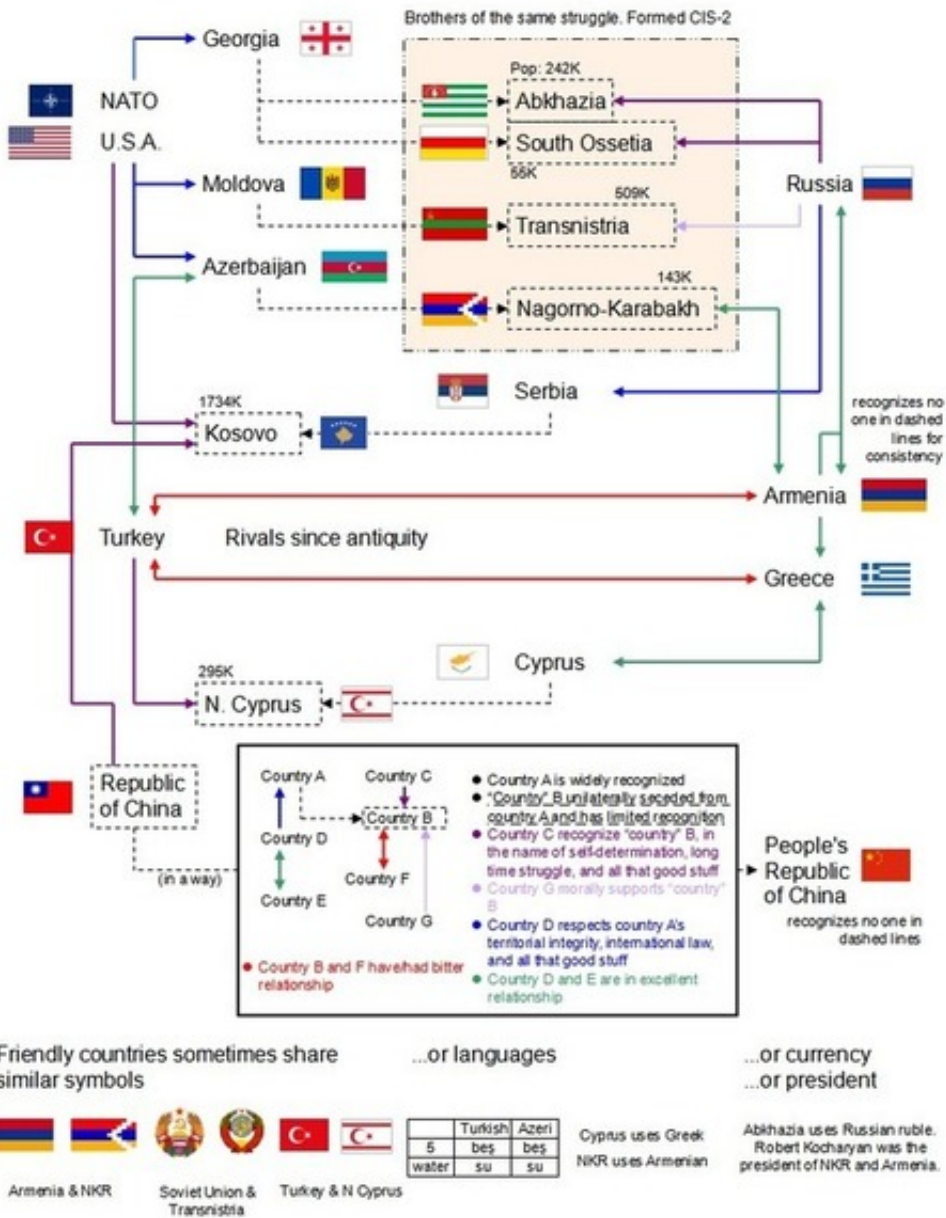 Brothers of the same struggle. Formed CIS-2
Georgia
Pop: 242K
NATO
Abkhazia
U.S.A.
South Ossetia
55K
Moldova
Russia
509K
Transnistria
Azerbaijan
143K
Nagorno-Karabakh
Serbia
1734K
Kosovo
recognizes no
one in dashed
lines for
consistency
Armenia
Turkey
Rivals since antiquity
Greece
Cyprus
295K
N. Cyprus
Republic
of China
(in a way)
Country A
Country C
Country B
Country D
Country F
Country E
Country G
Country B and F have/had bitter
relationship
Country A is widely recognized
"Country" B unilaterally seceded from
country A and has limited recognition
Country C recognize "country" B, in
the name of self-determination, long
time struggle, and all that good stuff
Country G morally supports "country"
B
Country D respects country A's
territorial integrity, international law,
and all that good stuff
Country D and E are in excellent
relationship
People's
Republic
of China
recognizes no one in
dashed lines
Friendly countries sometimes share
similar symbols
...or languages
...or currency
...or president
Armenia & NKR
Soviet Union &
Transnistria
Turkey & N Cyprus
Turkish Azeri
5 beş beş
water su su
Cyprus uses Greek
NKR uses Armenian
Abkhazia uses Russian ruble.
Robert Kocharyan was the
president of NKR and Armenia.